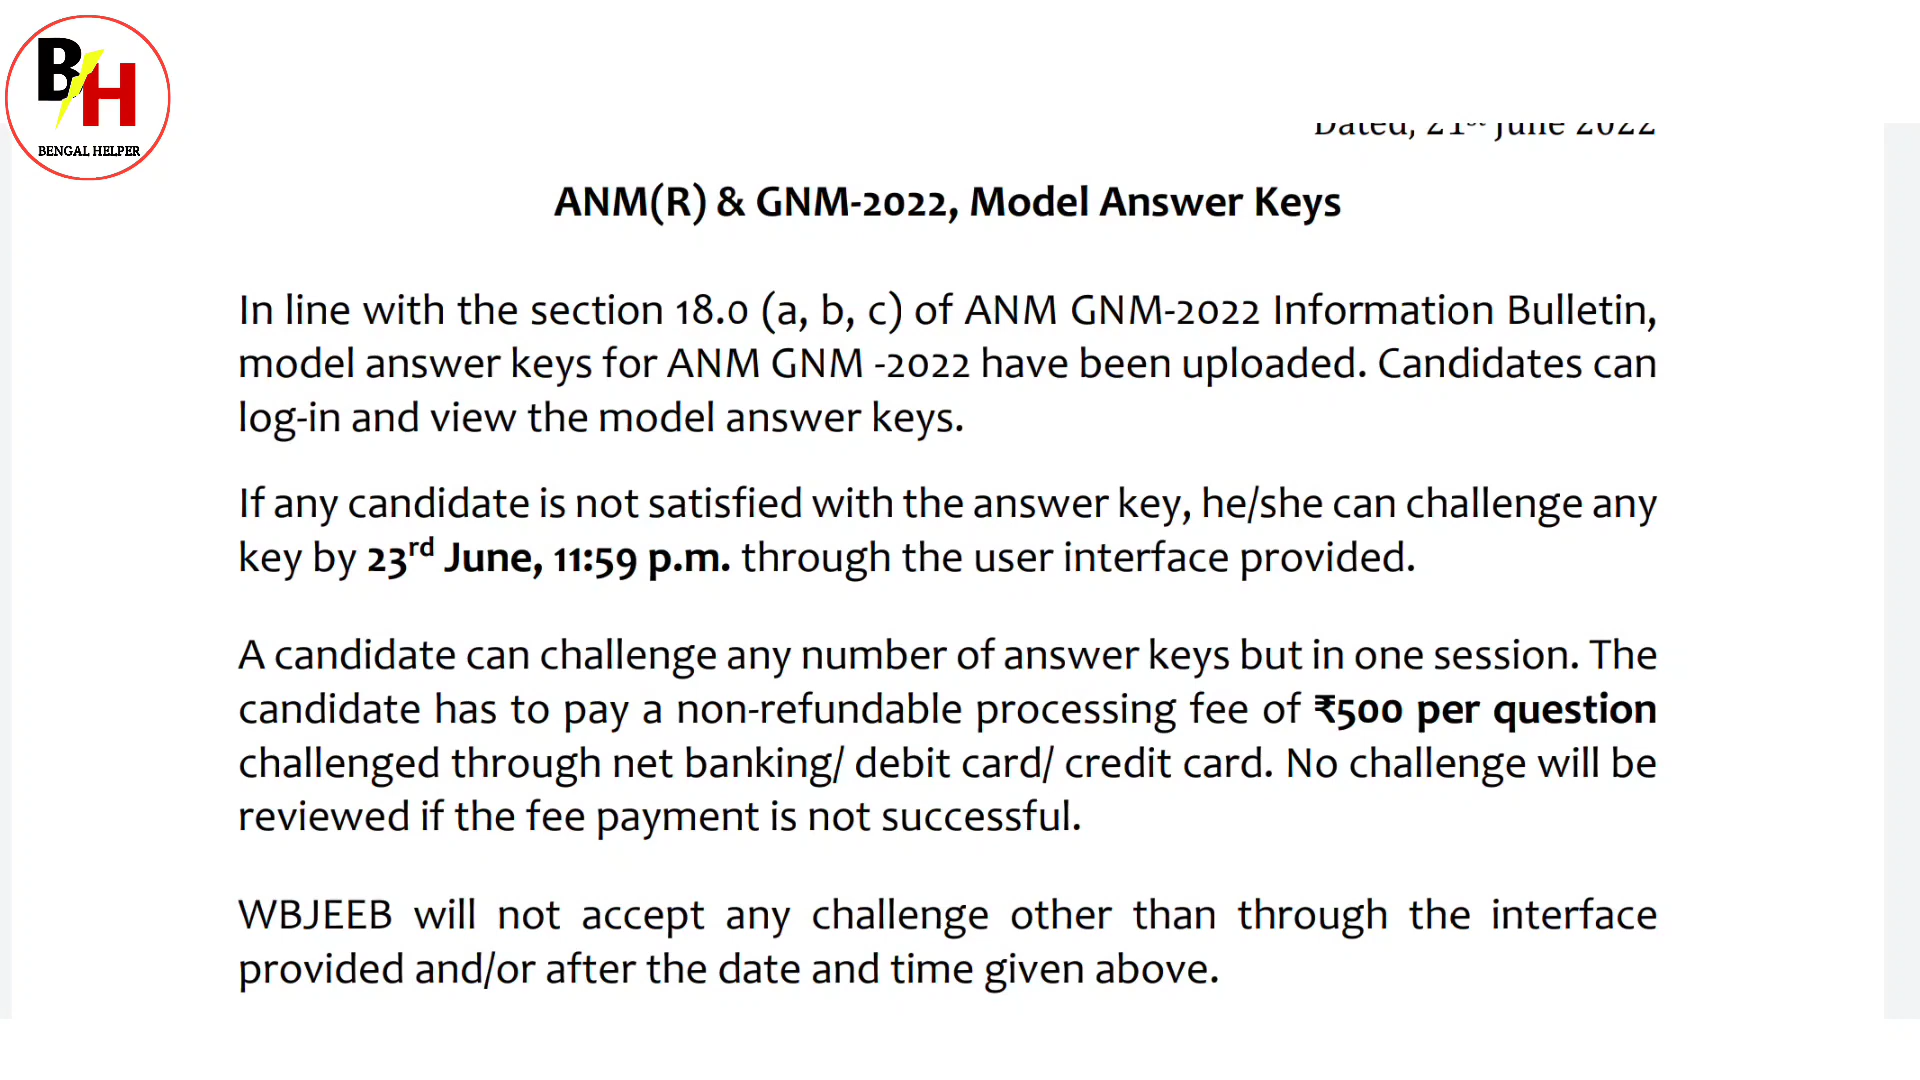 BH
BENGAL HELPER
Dated, 21st June 2022
ANM(R) & GNM-2022, Model Answer Keys
In line with the section 18.0 (a, b, c) of ANM GNM-2022 Information Bulletin,
model answer keys for ANM GNM -2022 have been uploaded. Candidates can
log-in and view the model answer keys.
If any candidate is not satisfied with the answer key, he/she can challenge any
key by 23rd June, 11:59 p.m. through the user interface provided.
A candidate can challenge any number of answer keys but in one session. The
candidate has to pay a non-refundable processing fee of ₹500 per question
challenged through net banking/ debit card/ credit card. No challenge will be
reviewed if the fee payment is not successful.
WBJEEB will not accept any challenge other than through the interface
provided and/or after the date and time given above.